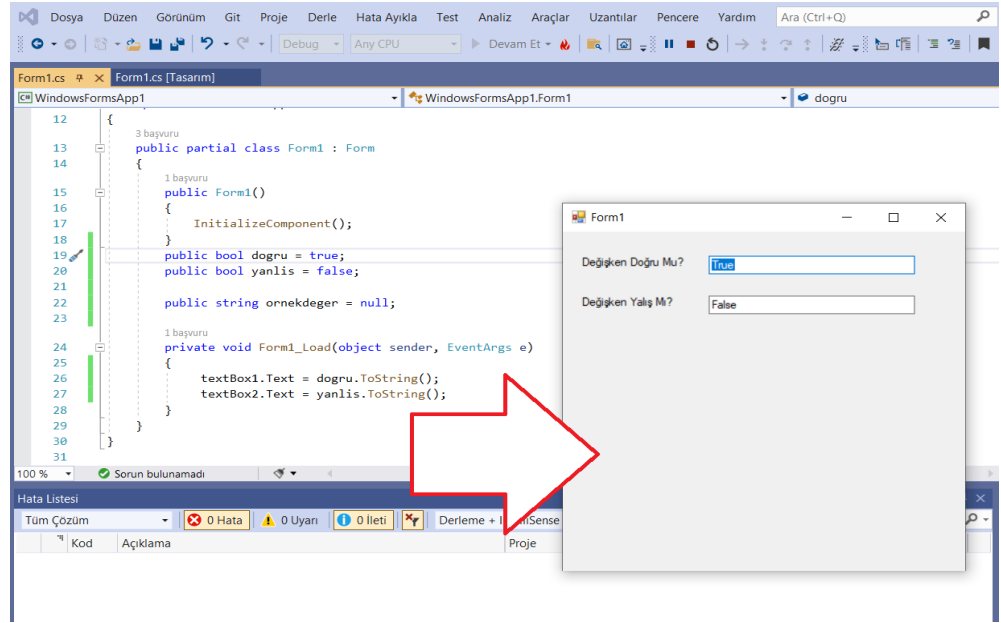 Dosya Düzen Görünüm Git Proje Derle Hata Ayıkla Test Analiz Araçlar Uzantılar Pencere Yardım Ara (Ctrl+Q)
Debug Any CPU Devam Et
Form1.cs Form1.cs [Tasarım]
C# WindowsFormsApp1 WindowsFormsApp1.Form1 dogru
12 {
3 başvuru
13 public partial class Form1 : Form
14 {
1 başvuru
15 public Form1()
16 {
17 InitializeComponent();
18 }
19 public bool dogru = true;
20 public bool yanlis = false;
21
22 public string ornekdeger = null;
23
1 başvuru
24 private void Form1_Load(object sender, EventArgs e)
25 {
26 textBox1.Text = dogru.ToString();
27 textBox2.Text = yanlis.ToString();
28 }
29 }
30 }
31
100 % Sorun bulunamadı
Hata Listesi
Tüm Çözüm 0 Hata 0 Uyarı 0 İleti Derleme +
Kod Açıklama Proje
Form1
Değişken Doğru Mu? True
Değişken Yalış Mı? False